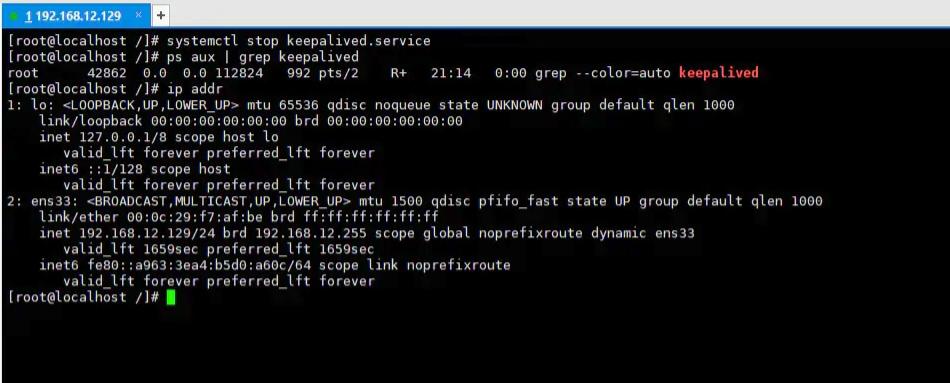 1 192.168.12.129 × +
[root@localhost /]# systemctl stop keepalived.service
[root@localhost /]# ps aux | grep keepalived
root      42862  0.0  0.0 112824   992 pts/2    R+   21:14   0:00 grep --color=auto keepalived
[root@localhost /]# ip addr
1: lo: <LOOPBACK,UP,LOWER_UP> mtu 65536 qdisc noqueue state UNKNOWN group default qlen 1000
    link/loopback 00:00:00:00:00:00 brd 00:00:00:00:00:00
    inet 127.0.0.1/8 scope host lo
       valid_lft forever preferred_lft forever
    inet6 ::1/128 scope host
       valid_lft forever preferred_lft forever
2: ens33: <BROADCAST,MULTICAST,UP,LOWER_UP> mtu 1500 qdisc pfifo_fast state UP group default qlen 1000
    link/ether 00:0c:29:f7:af:be brd ff:ff:ff:ff:ff:ff
    inet 192.168.12.129/24 brd 192.168.12.255 scope global noprefixroute dynamic ens33
       valid_lft 1659sec preferred_lft 1659sec
    inet6 fe80::a963:3ea4:b5d0:a60c/64 scope link noprefixroute
       valid_lft forever preferred_lft forever
[root@localhost /]#